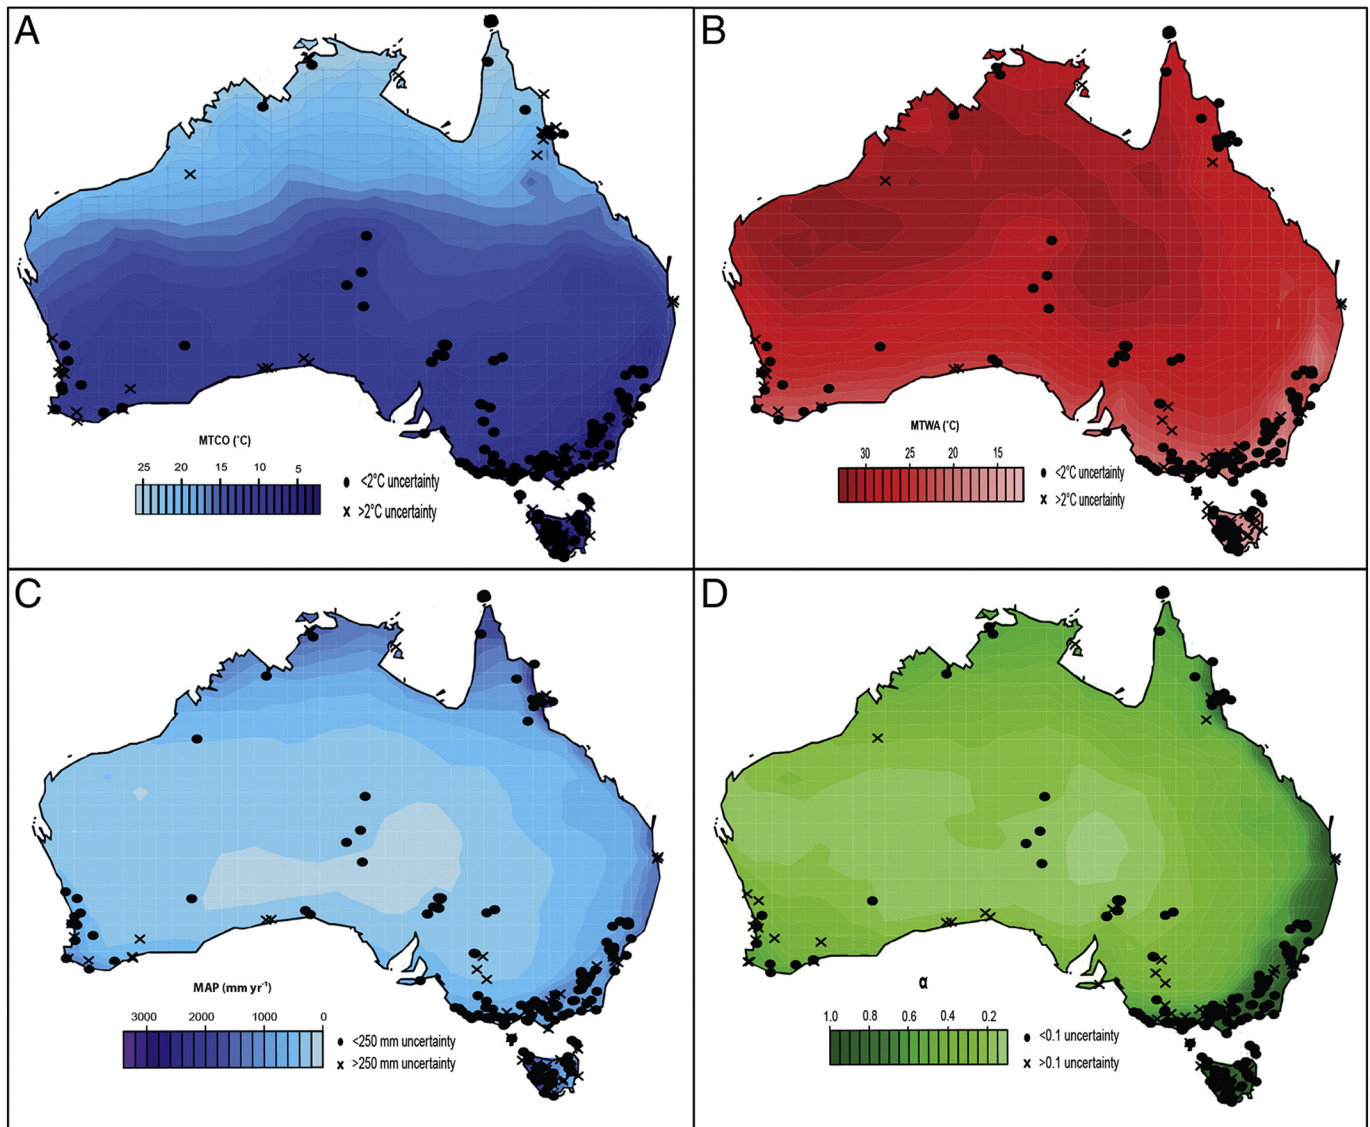 A
MTCO (°C)
25 20 15 10 5
<2°C uncertainty
x >2°C uncertainty
B
MTWA (°C)
30 25 20 15
<2°C uncertainty
x >2°C uncertainty
C
MAP (mm yr⁻¹)
3000 2000 1000 0
<250 mm uncertainty
x >250 mm uncertainty
D
α
1.0 0.8 0.6 0.4 0.2
<0.1 uncertainty
x >0.1 uncertainty